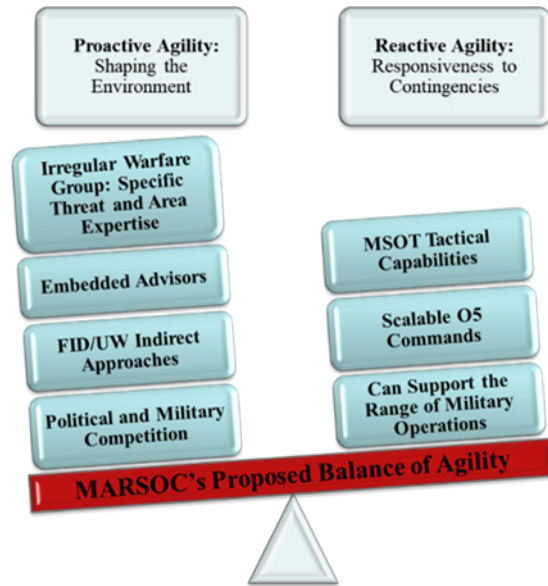 Proactive Agility:
Shaping the
Environment
Reactive Agility:
Responsiveness to
Contingencies
Irregular Warfare
Group: Specific
Threat and Area
Expertise
Embedded Advisors
FID/UW Indirect
Approaches
Political and Military
Competition
MSOT Tactical
Capabilities
Scalable O5
Commands
Can Support the
Range of Military
Operations
MARSOC's Proposed Balance of Agility